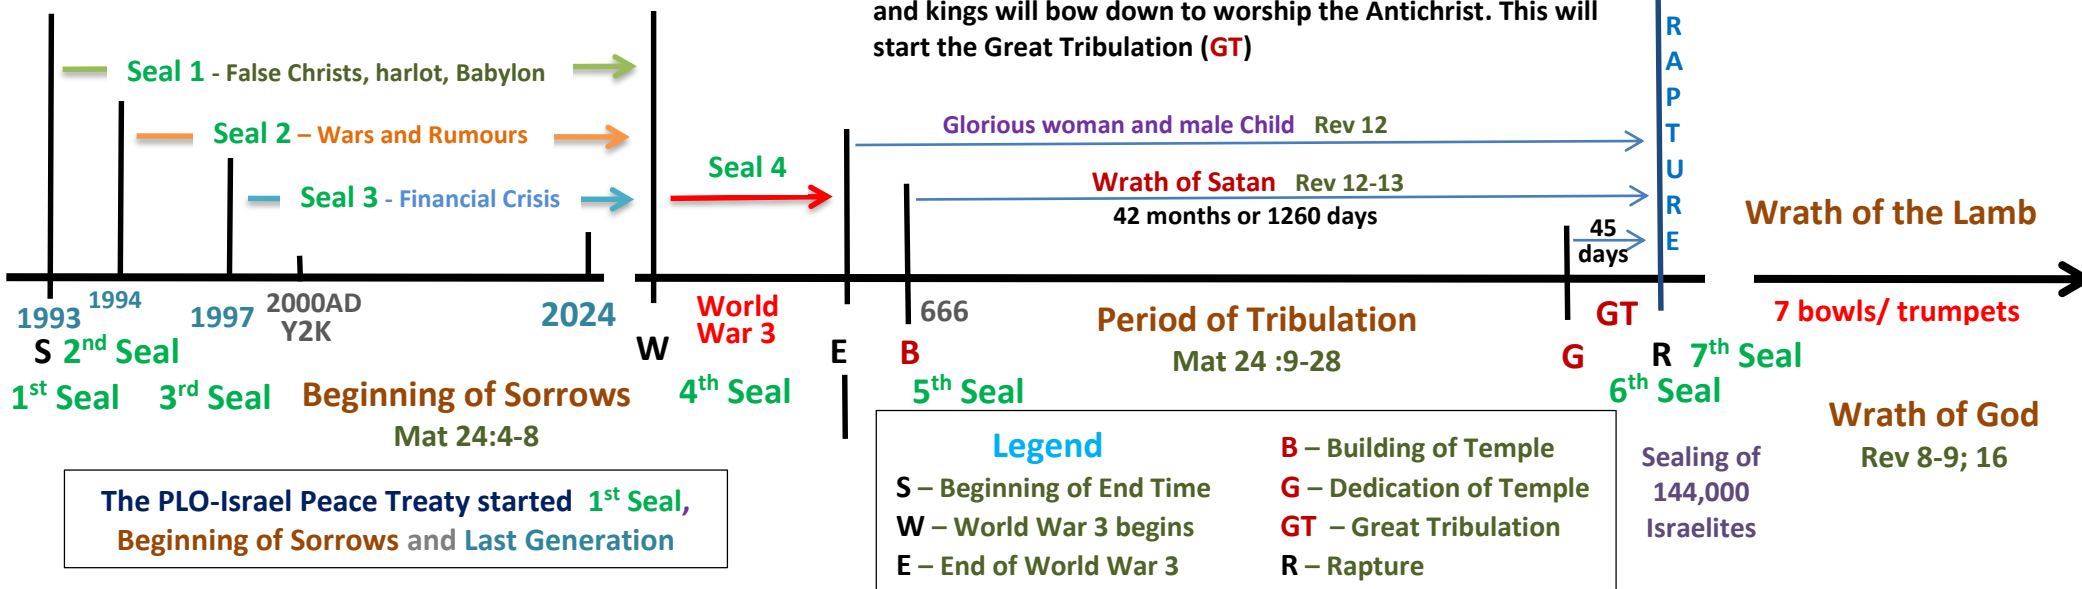 and kings will bow down to worship the Antichrist. This will
start the Great Tribulation (GT)
Seal 1 - False Christs, harlot, Babylon
Seal 2 – Wars and Rumours
Seal 3 - Financial Crisis
Seal 4
Glorious woman and male Child Rev 12
Wrath of Satan Rev 12-13
42 months or 1260 days
45
days
R
A
P
T
U
R
E
Wrath of the Lamb
1993
1994
1997
2000AD
Y2K
2024
World
War 3
666
Period of Tribulation
Mat 24 :9-28
GT
7 bowls/ trumpets
S 2nd Seal
W
E
B
G
R 7th Seal
1st Seal 3rd Seal
Beginning of Sorrows
Mat 24:4-8
4th Seal
5th Seal
6th Seal
Wrath of God
Rev 8-9; 16
Sealing of
144,000
Israelites
The PLO-Israel Peace Treaty started 1st Seal,
Beginning of Sorrows and Last Generation
Legend
S – Beginning of End Time
W – World War 3 begins
E – End of World War 3
B – Building of Temple
G – Dedication of Temple
GT – Great Tribulation
R – Rapture